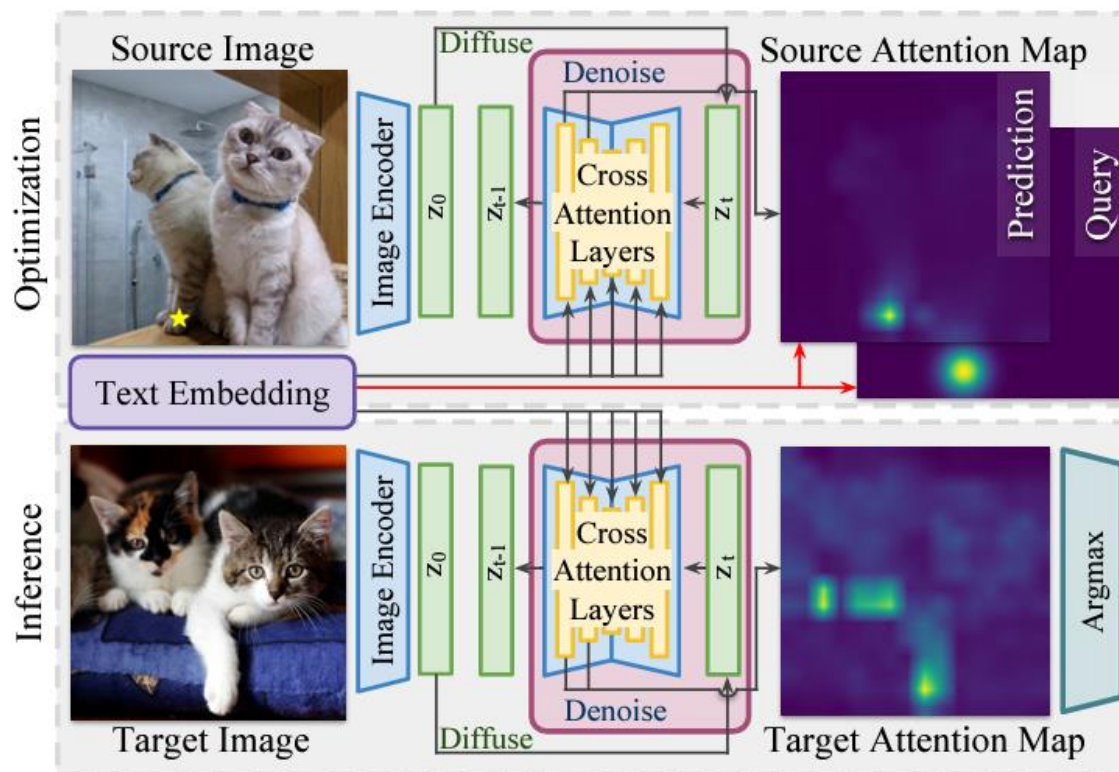 Optimization
Source Image
Diffuse
Denoise
Source Attention Map
Image Encoder
z0
zt-1
Cross
Attention
Layers
zt
Prediction
Query
Text Embedding
Inference
Image Encoder
z0
zt-1
Cross
Attention
Layers
zt
Argmax
Denoise
Diffuse
Target Image
Target Attention Map